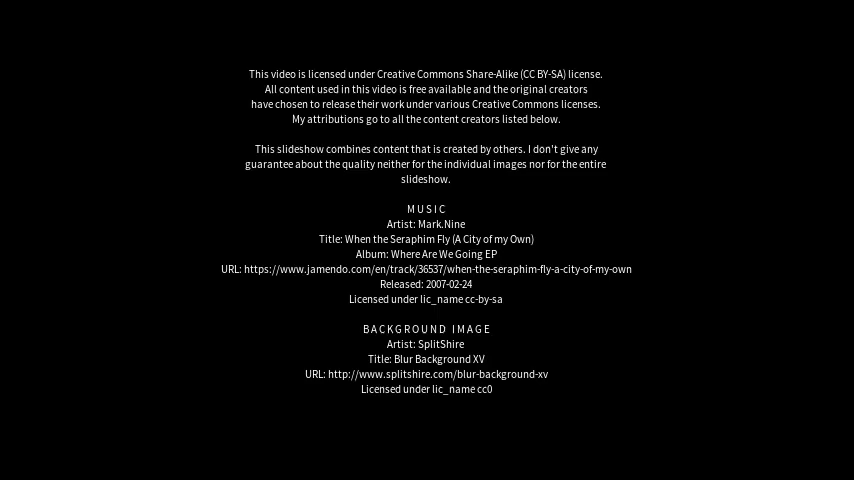 This video is licensed under Creative Commons Share-Alike (CC BY-SA) license.
All content used in this video is free available and the original creators
have chosen to release their work under various Creative Commons licenses.
My attributions go to all the content creators listed below.
This slideshow combines content that is created by others. I don't give any
guarantee about the quality neither for the individual images nor for the entire
slideshow.
MUSIC
Artist: Mark.Nine
Title: When the Seraphim Fly (A City of my Own)
Album: Where Are We Going EP
URL: https://www.jamendo.com/en/track/36537/when-the-seraphim-fly-a-city-of-my-own
Released: 2007-02-24
Licensed under lic_name cc-by-sa
BACKGROUND IMAGE
Artist: SplitShire
Title: Blur Background XV
URL: http://www.splitshire.com/blur-background-xv
Licensed under lic_name cc0